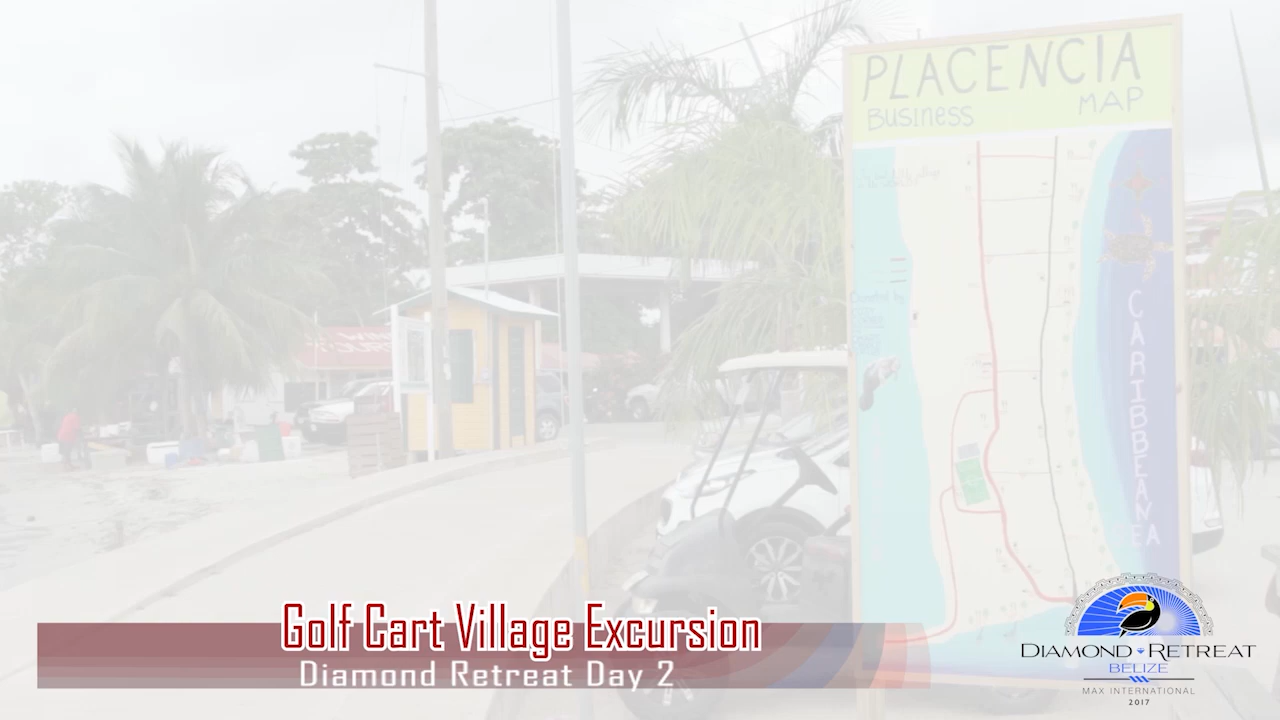 PLACENCIA
Business MAP
CARIBBEAN
Golf Cart Village Excursion
Diamond Retreat Day 2
DIAMOND RETREAT
BELIZE
MAX INTERNATIONAL
2017